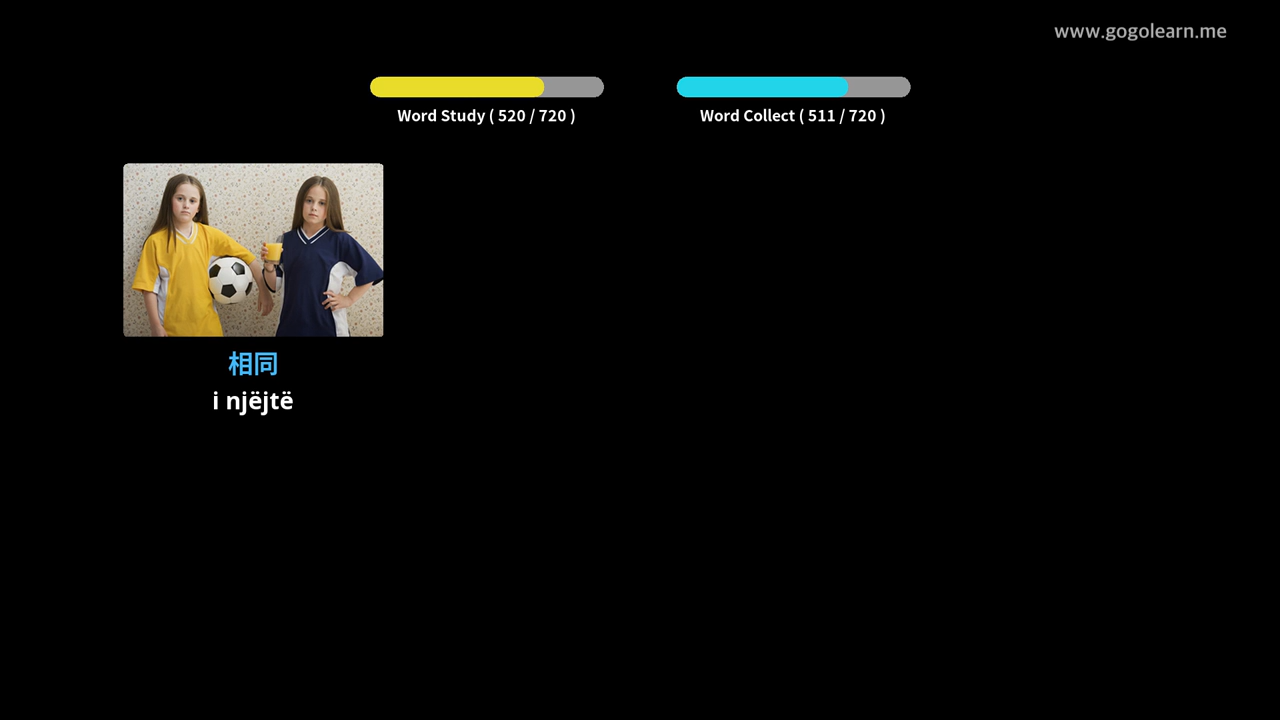 www.gogolearn.me
Word Study ( 520 / 720 )
Word Collect ( 511 / 720 )
相同
i njëjtë